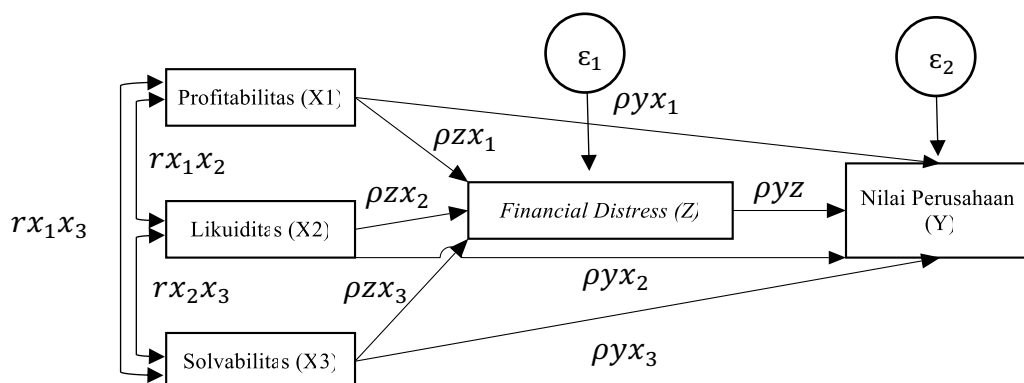 ε₁
ε₂
Profitabilitas (X1)
ρyx₁
ρzx₁
rx₁x₂
ρzx₂
ρyz
Nilai Perusahaan
(Y)
rx₁x₃
Likuiditas (X2)
Financial Distress (Z)
rx₂x₃
ρzx₃
ρyx₂
Solvabilitas (X3)
ρyx₃